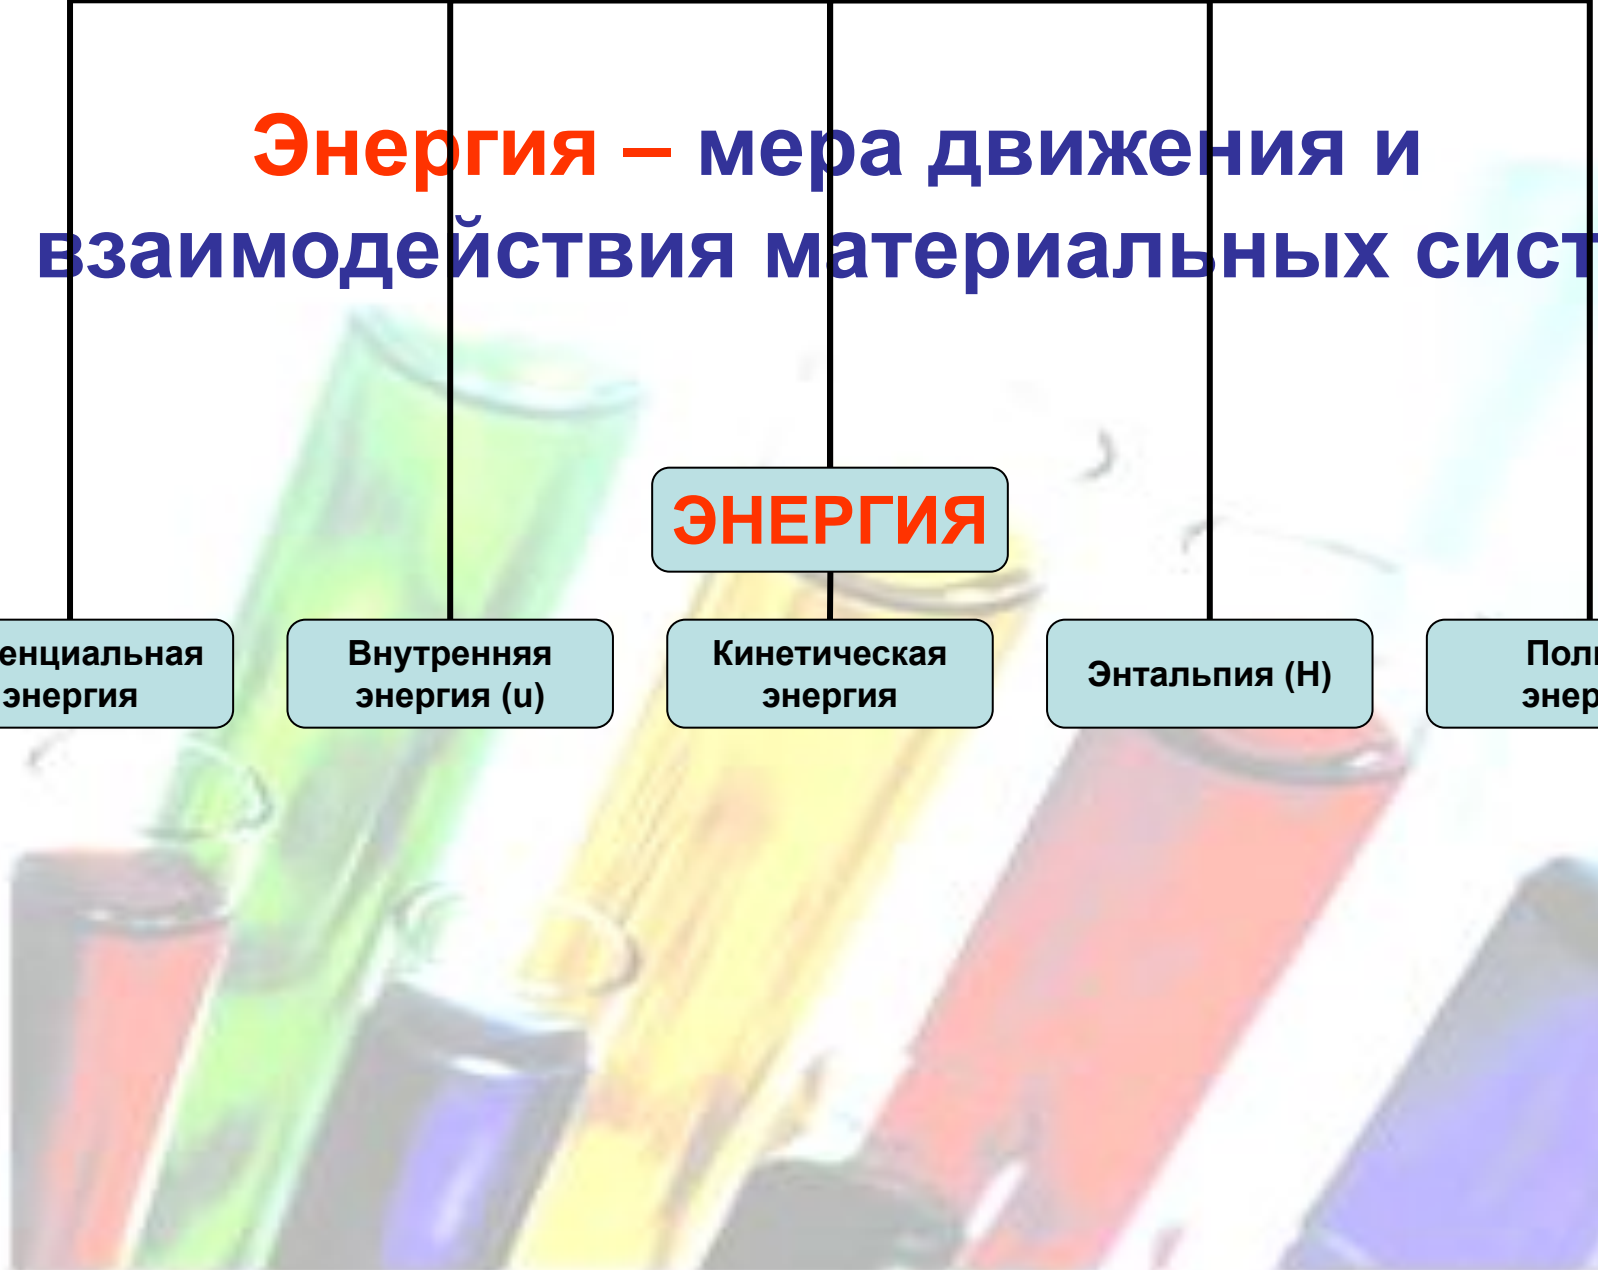 Энергия – мера движения и
взаимодействия материальных сист
ЭНЕРГИЯ
енциальная
энергия
Внутренняя
энергия (u)
Кинетическая
энергия
Энтальпия (H)
Пол
энер